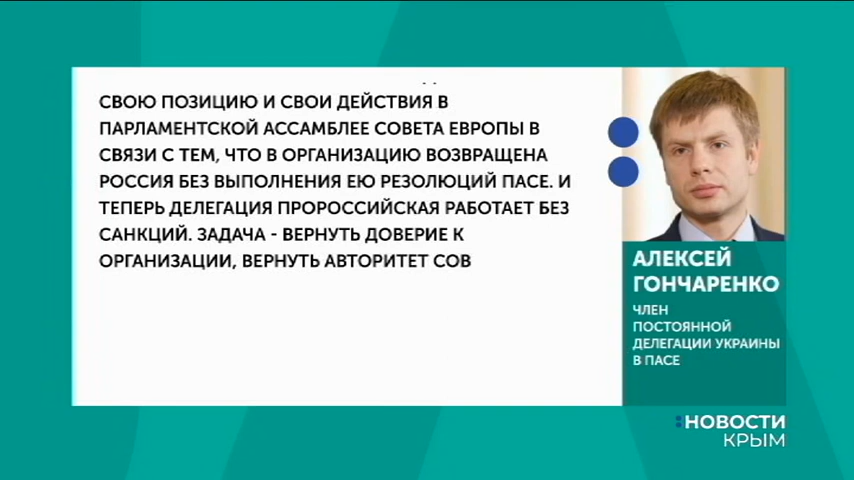 СВОЮ ПОЗИЦИЮ И СВОИ ДЕЙСТВИЯ В
ПАРЛАМЕНТСКОЙ АССАМБЛЕЕ СОВЕТА ЕВРОПЫ В
СВЯЗИ С ТЕМ, ЧТО В ОРГАНИЗАЦИЮ ВОЗВРАЩЕНА
РОССИЯ БЕЗ ВЫПОЛНЕНИЯ ЕЮ РЕЗОЛЮЦИЙ ПАСЕ. И
ТЕПЕРЬ ДЕЛЕГАЦИЯ ПРОРОССИЙСКАЯ РАБОТАЕТ БЕЗ
САНКЦИЙ. ЗАДАЧА - ВЕРНУТЬ ДОВЕРИЕ К
ОРГАНИЗАЦИИ, ВЕРНУТЬ АВТОРИТЕТ СОВ
АЛЕКСЕЙ
ГОНЧАРЕНКО
ЧЛЕН
ПОСТОЯННОЙ
ДЕЛЕГАЦИИ УКРАИНЫ
В ПАСЕ
:НОВОСТИ
КРЫМ